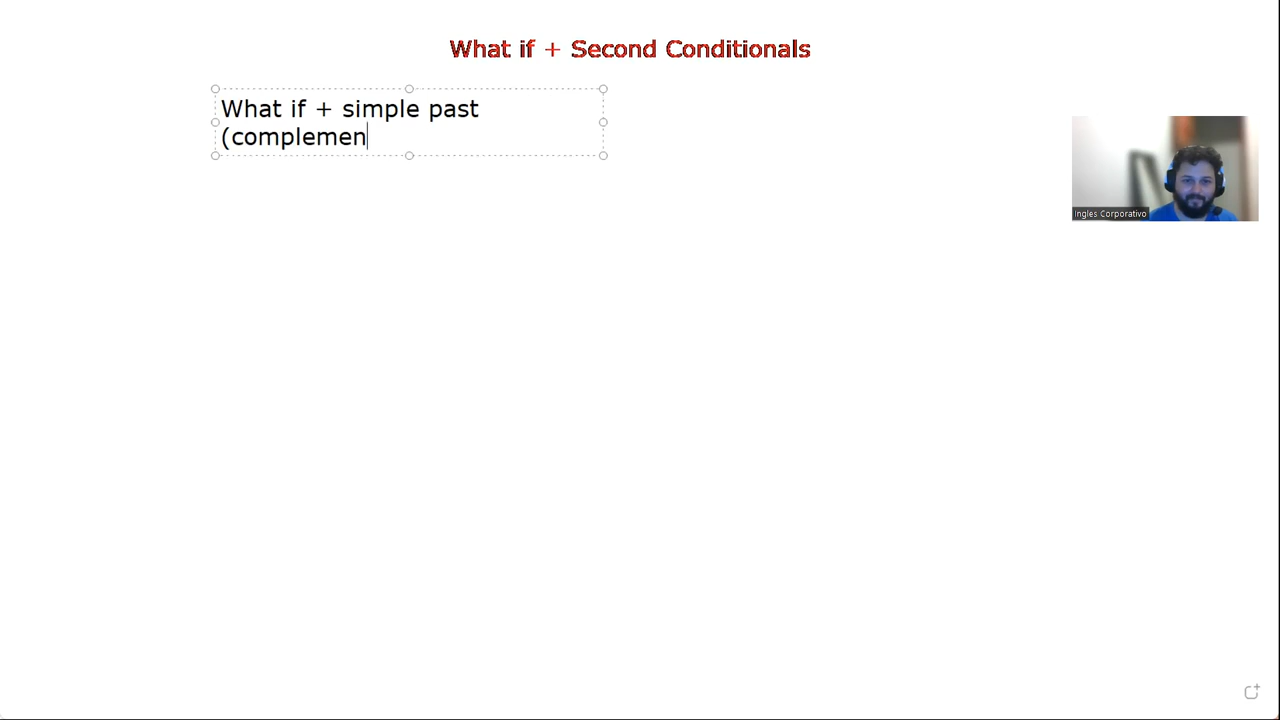 What if + Second Conditionals
What if + simple past
(complemen
Ingles Corporativo